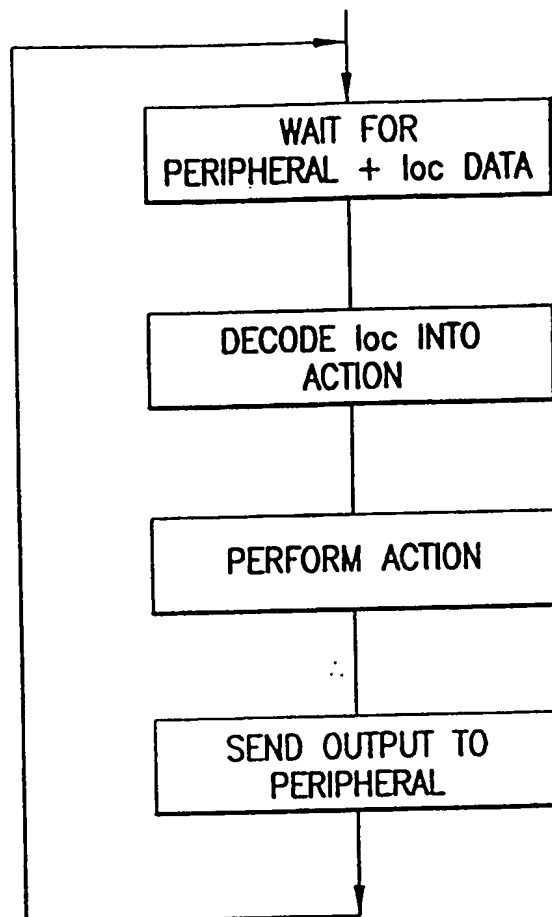 WAIT FOR
PERIPHERAL + loc DATA
DECODE loc INTO
ACTION
PERFORM ACTION
SEND OUTPUT TO
PERIPHERAL